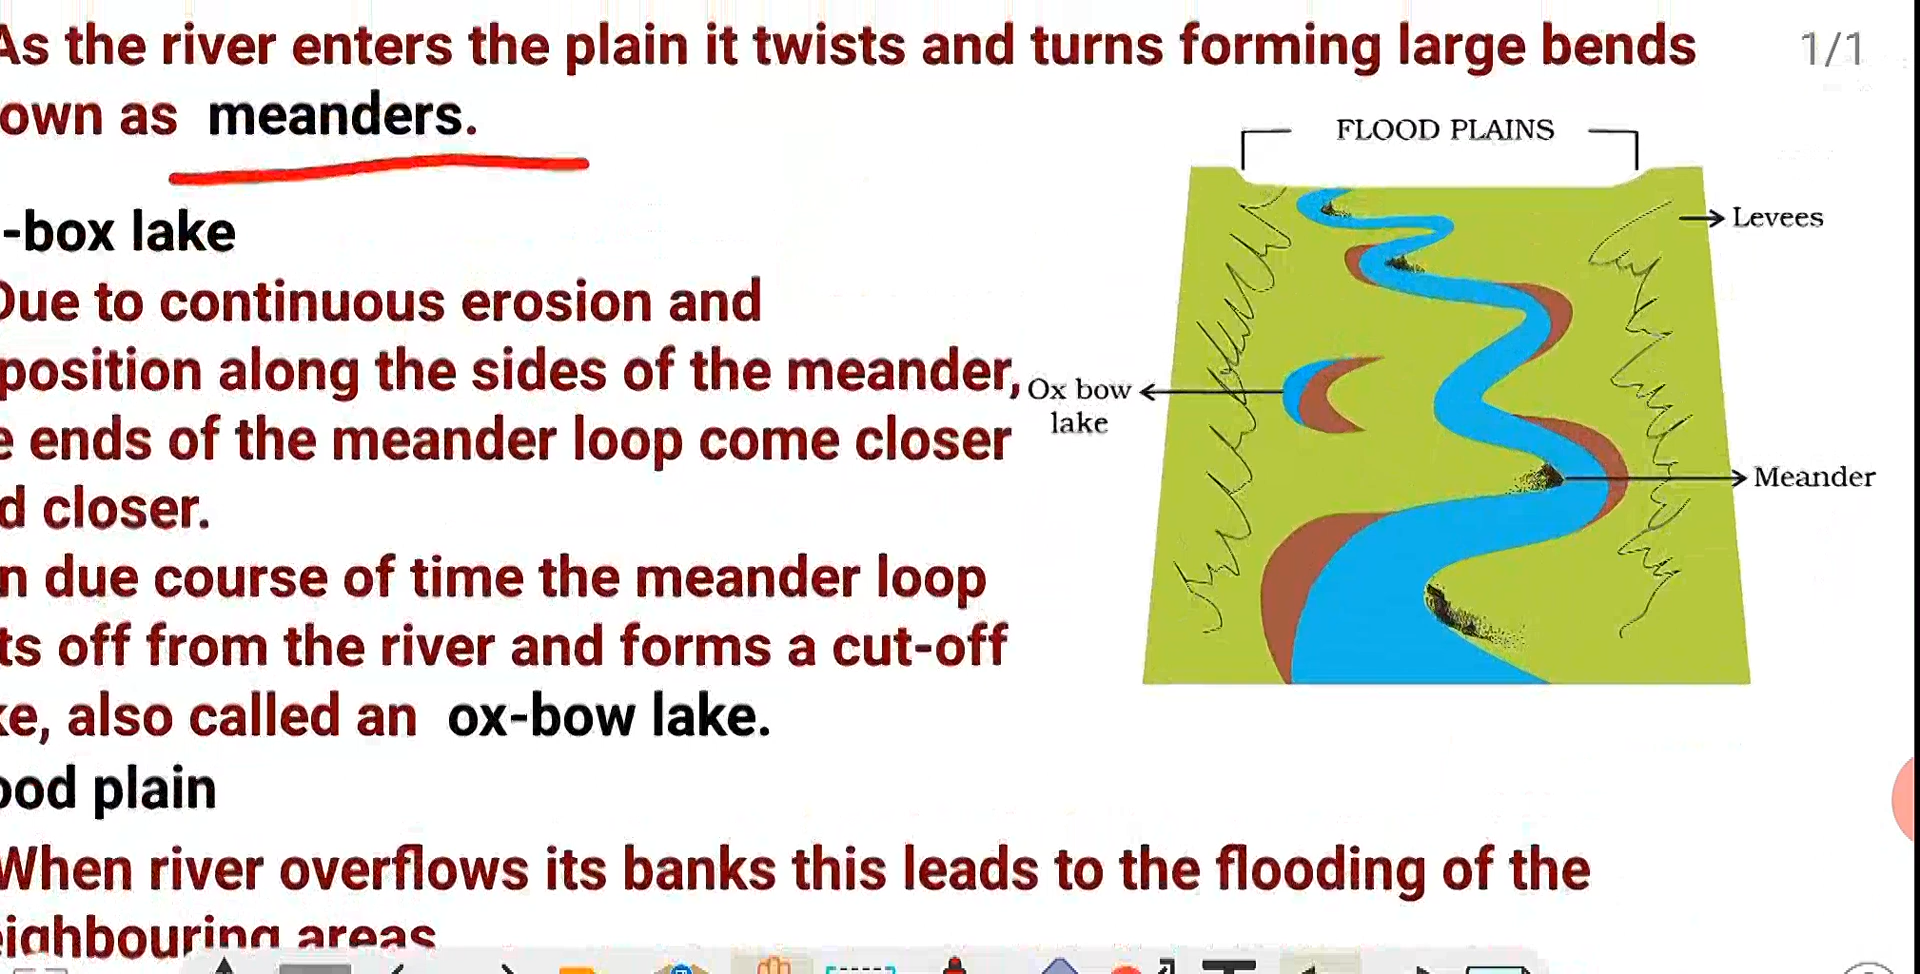 As the river enters the plain it twists and turns forming large bends
1/1
own as meanders.
FLOOD PLAINS
-box lake
Levees
Due to continuous erosion and
position along the sides of the meander,
Ox bow
lake
e ends of the meander loop come closer
Meander
d closer.
n due course of time the meander loop
ts off from the river and forms a cut-off
ke, also called an ox-bow lake.
ood plain
When river overflows its banks this leads to the flooding of the
eighbouring areas